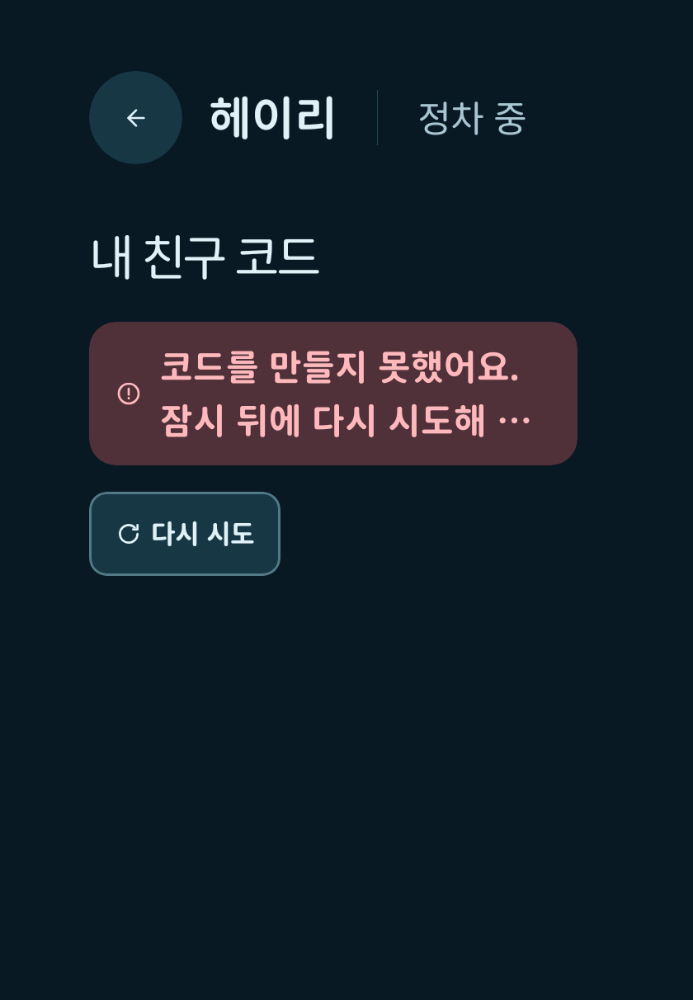 헤이리
정차 중
내 친구 코드
코드를 만들지 못했어요.
잠시 뒤에 다시 시도해 …
다시 시도